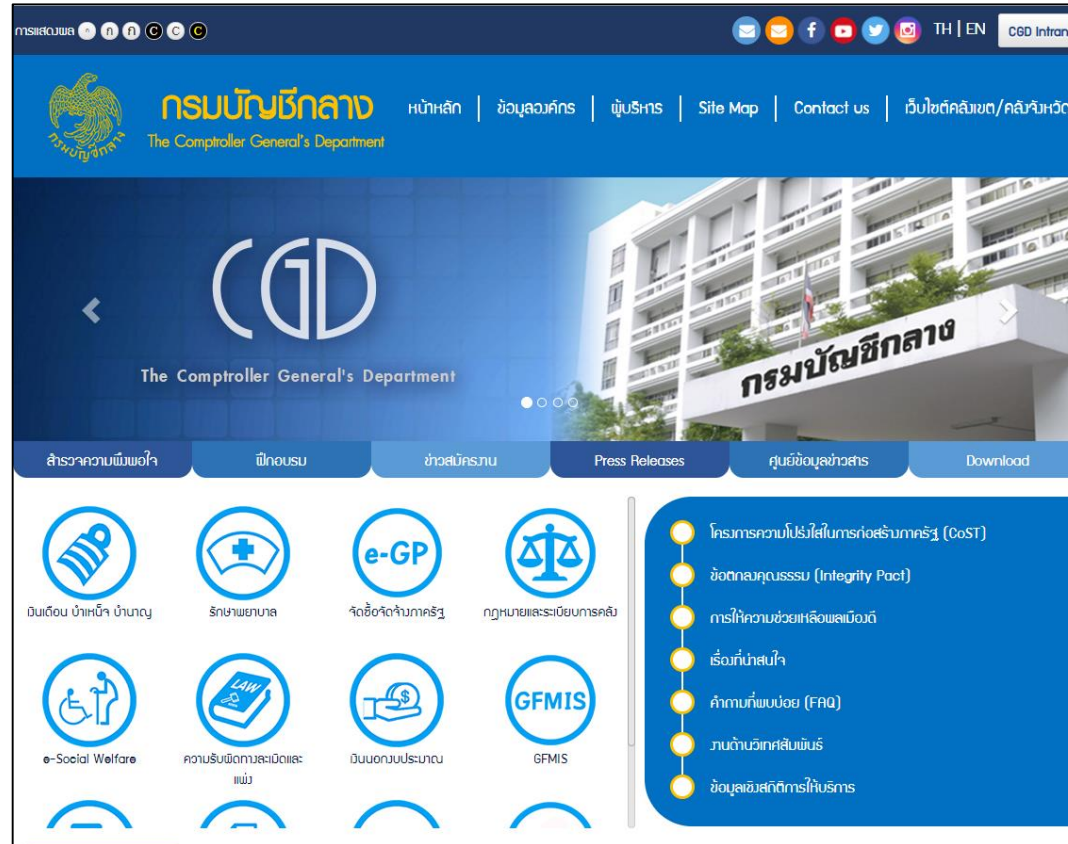 การแสดงผล ก ก ก C C C
TH | EN
CGD Intran
กรมบัญชีกลาง
The Comptroller General's Department
กรมบัญชีกลาง
หน้าหลัก | ข้อมูลองค์กร | ผู้บริหาร | Site Map | Contact us | เว็บไซต์คลังเขต/คลังจังหวัด
CGD
The Comptroller General's Department
กรมบัญชีกลาง
สำรวจความพึงพอใจ
ฝึกอบรม
ข่าวสมัครงาน
Press Releases
ศูนย์ข้อมูลข่าวสาร
Download
เงินเดือน บำเหน็จ บำนาญ
รักษาพยาบาล
e-GP
จัดซื้อจัดจ้างภาครัฐ
กฎหมายและระเบียบการคลัง
e-Social Welfare
LAW
ความรับผิดทางละเมิดและ
แพ่ง
เงินนอกงบประมาณ
GFMIS
GFMIS
โครงการความโปร่งใสในการก่อสร้างภาครัฐ (CoST)
ข้อตกลงคุณธรรม (Integrity Pact)
การให้ความช่วยเหลือพลเมืองดี
เรื่องที่น่าสนใจ
คำถามที่พบบ่อย (FAQ)
งานด้านวิเทศสัมพันธ์
ข้อมูลเชิงสถิติการให้บริการ